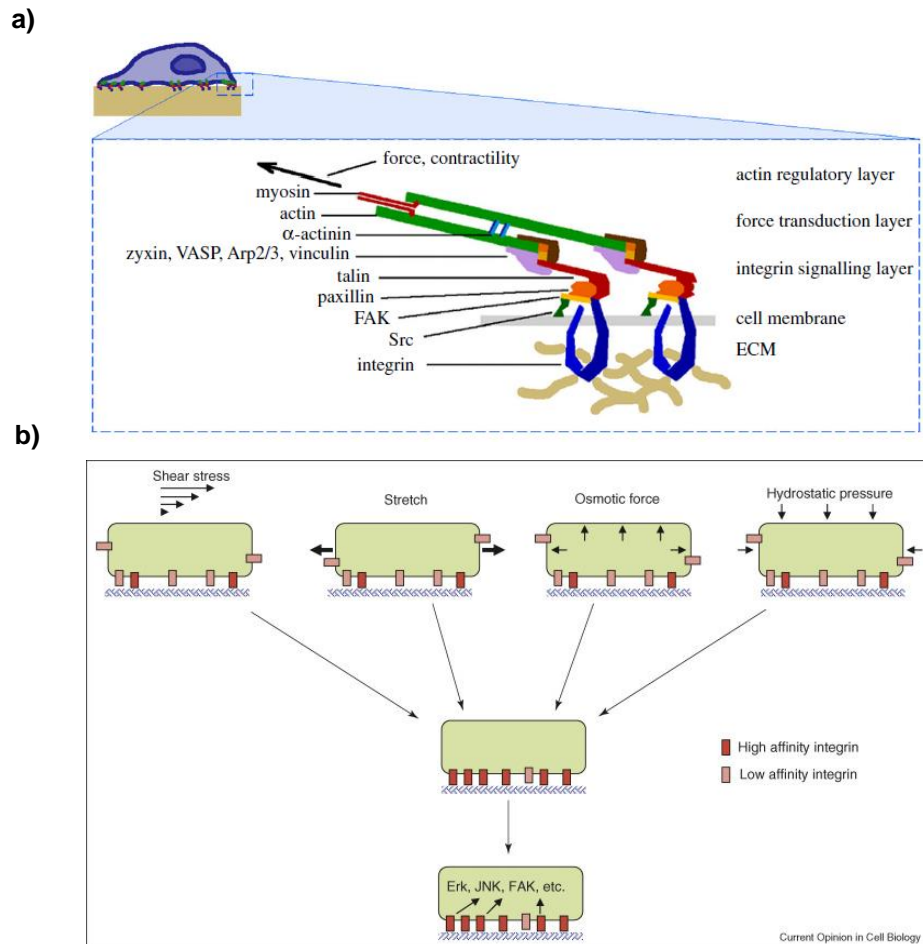 a)
force, contractility
myosin
actin
α-actinin
zyxin, VASP, Arp2/3, vinculin
talin
paxillin
FAK
Src
integrin
actin regulatory layer
force transduction layer
integrin signalling layer
cell membrane
ECM
b)
Shear stress
Stretch
Osmotic force
Hydrostatic pressure
High affinity integrin
Low affinity integrin
Erk, JNK, FAK, etc.
Current Opinion in Cell Biology